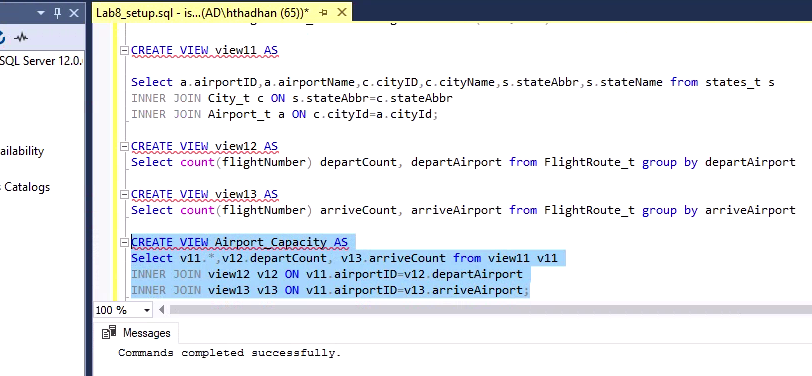 Lab8_setup.sql - is...(AD\hthadhan (65))*
SQL Server 12.0.
CREATE VIEW view11 AS
Select a.airportID,a.airportName,c.cityID,c.cityName,s.stateAbbr,s.stateName from states_t s
INNER JOIN City_t c ON s.stateAbbr=c.stateAbbr
INNER JOIN Airport_t a ON c.cityId=a.cityId;
CREATE VIEW view12 AS
ailability
Select count(flightNumber) departCount, departAirport from FlightRoute_t group by departAirport
Catalogs
CREATE VIEW view13 AS
Select count(flightNumber) arriveCount, arriveAirport from FlightRoute_t group by arriveAirport
CREATE VIEW Airport_Capacity AS
Select v11.*,v12.departCount, v13.arriveCount from view11 v11
INNER JOIN view12 v12 ON v11.airportID=v12.departAirport
INNER JOIN view13 v13 ON v11.airportID=v13.arriveAirport;
100 %
Messages
Commands completed successfully.